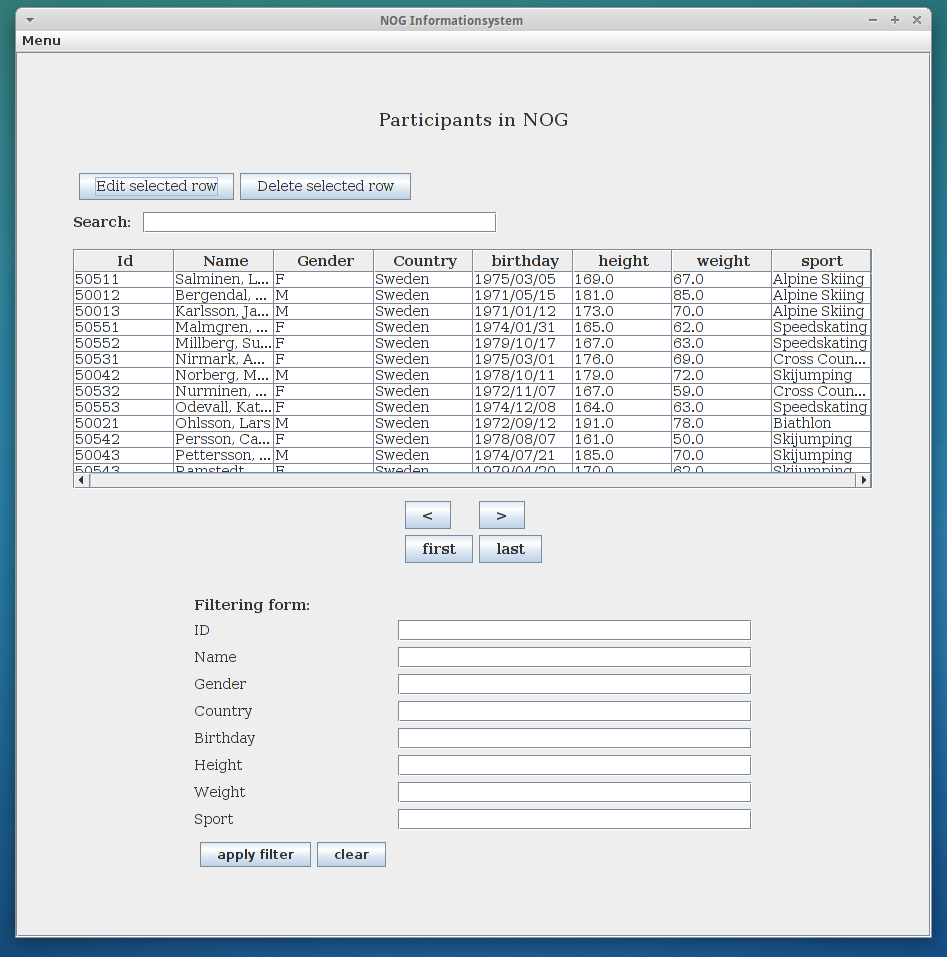 NOG Informationsystem
Menu
Participants in NOG
Edit selected row Delete selected row
Search:
Id Name Gender Country birthday height weight sport
50511 Salminen, L... F Sweden 1975/03/05 169.0 67.0 Alpine Skiing
50012 Bergendal, ... M Sweden 1971/05/15 181.0 85.0 Alpine Skiing
50013 Karlsson, Ja... M Sweden 1971/01/12 173.0 70.0 Alpine Skiing
50551 Malmgren, ... F Sweden 1974/01/31 165.0 62.0 Speedskating
50552 Millberg, Su... F Sweden 1979/10/17 167.0 63.0 Speedskating
50531 Nirmark, A... F Sweden 1975/03/01 176.0 69.0 Cross Coun...
50042 Norberg, M... M Sweden 1978/10/11 179.0 72.0 Skijumping
50532 Nurminen, ... F Sweden 1972/11/07 167.0 59.0 Cross Coun...
50553 Odevall, Kat... F Sweden 1974/12/08 164.0 63.0 Speedskating
50021 Ohlsson, Lars M Sweden 1972/09/12 191.0 78.0 Biathlon
50542 Persson, Ca... F Sweden 1978/08/07 161.0 50.0 Skijumping
50043 Pettersson, ... M Sweden 1974/07/21 185.0 70.0 Skijumping
50543 Ramstedt, F Sweden 1979/04/20 170.0 62.0 Skijumping
< >
first last
Filtering form:
ID
Name
Gender
Country
Birthday
Height
Weight
Sport
apply filter clear